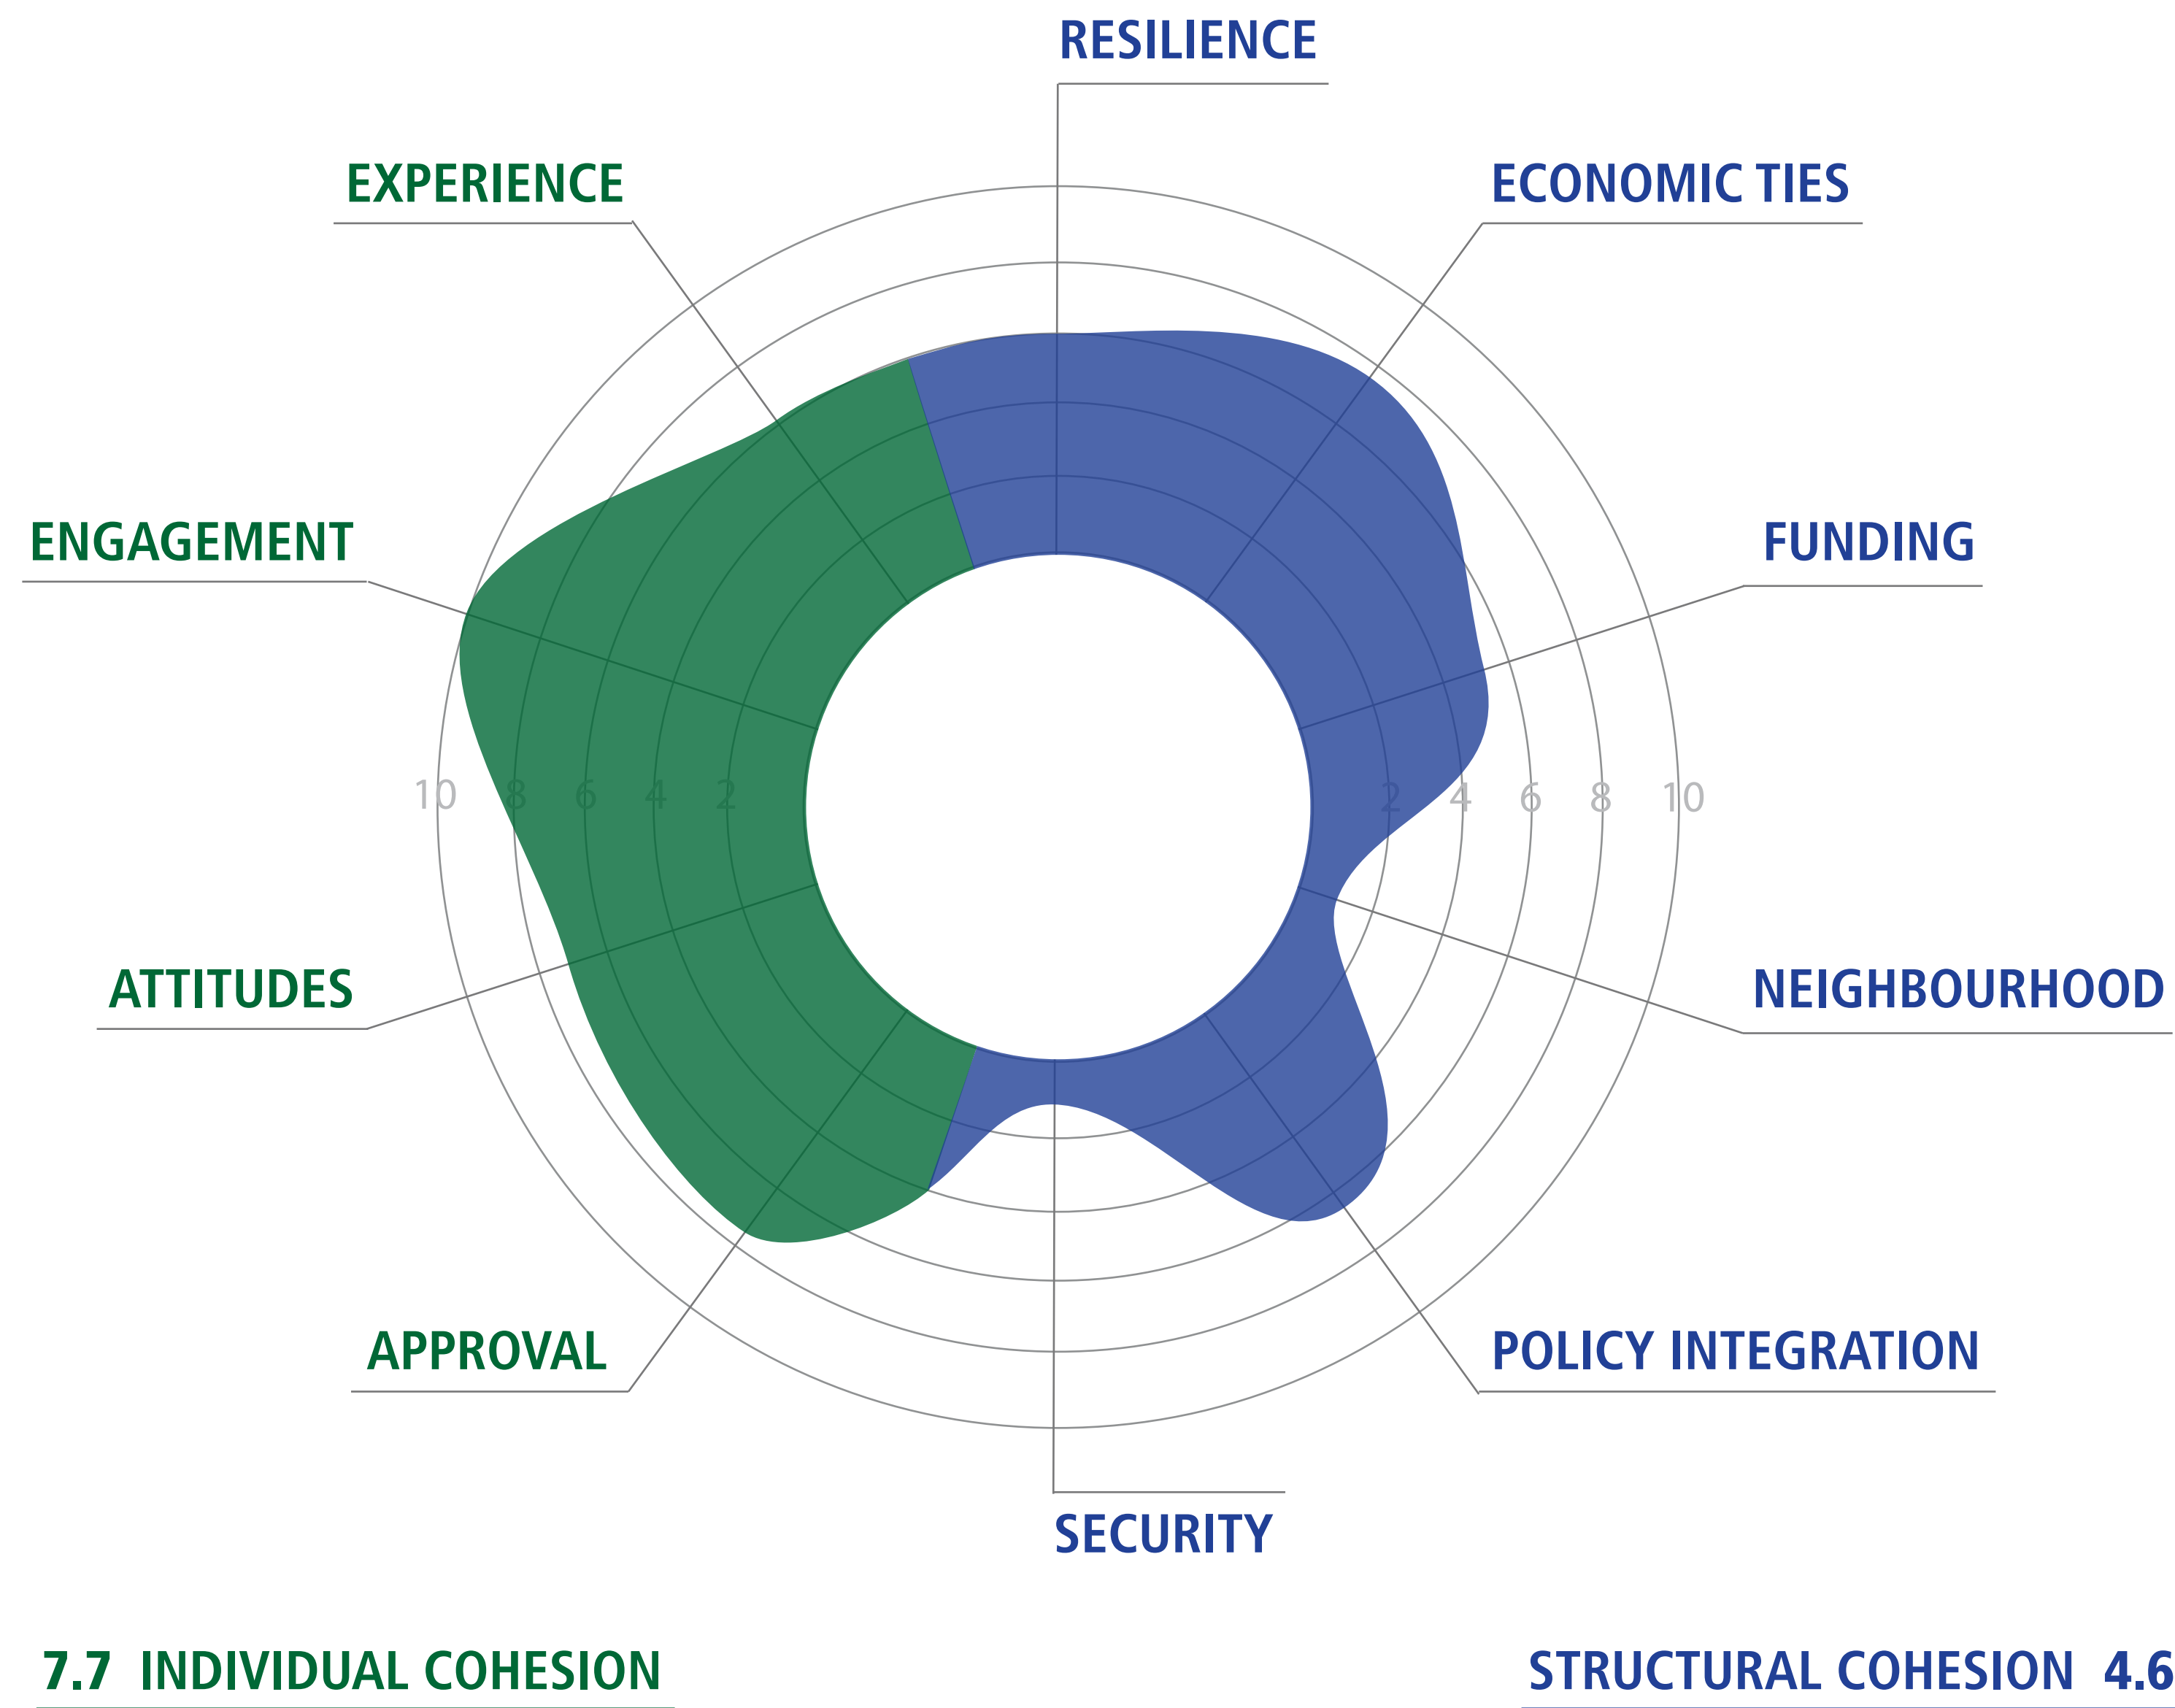 RESILIENCE
EXPERIENCE
ECONOMIC TIES
ENGAGEMENT
FUNDING
10 8 6 4 2 2 4 6 8 10
ATTITUDES
NEIGHBOURHOOD
APPROVAL
POLICY INTEGRATION
SECURITY
7.7 INDIVIDUAL COHESION
STRUCTURAL COHESION 4.6